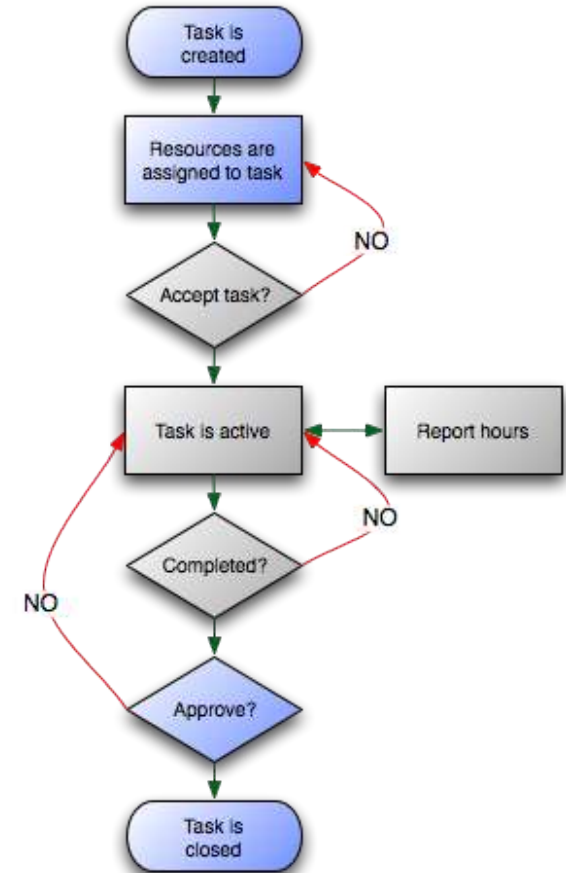 Task is
created
Resources are
assigned to task
NO
Accept task?
Task is active
Report hours
NO
Completed?
NO
Approve?
Task is
closed